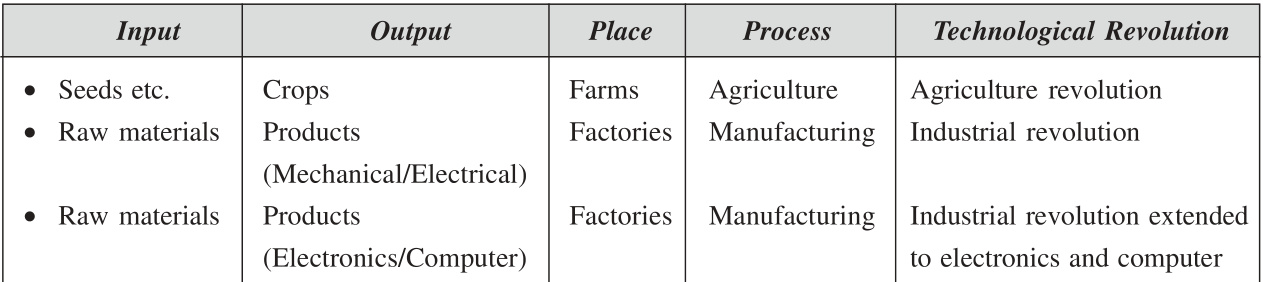 Input Output Place Process Technological Revolution
• Seeds etc. Crops Farms Agriculture Agriculture revolution
• Raw materials Products Factories Manufacturing Industrial revolution
(Mechanical/Electrical)
• Raw materials Products Factories Manufacturing Industrial revolution extended
(Electronics/Computer) to electronics and computer